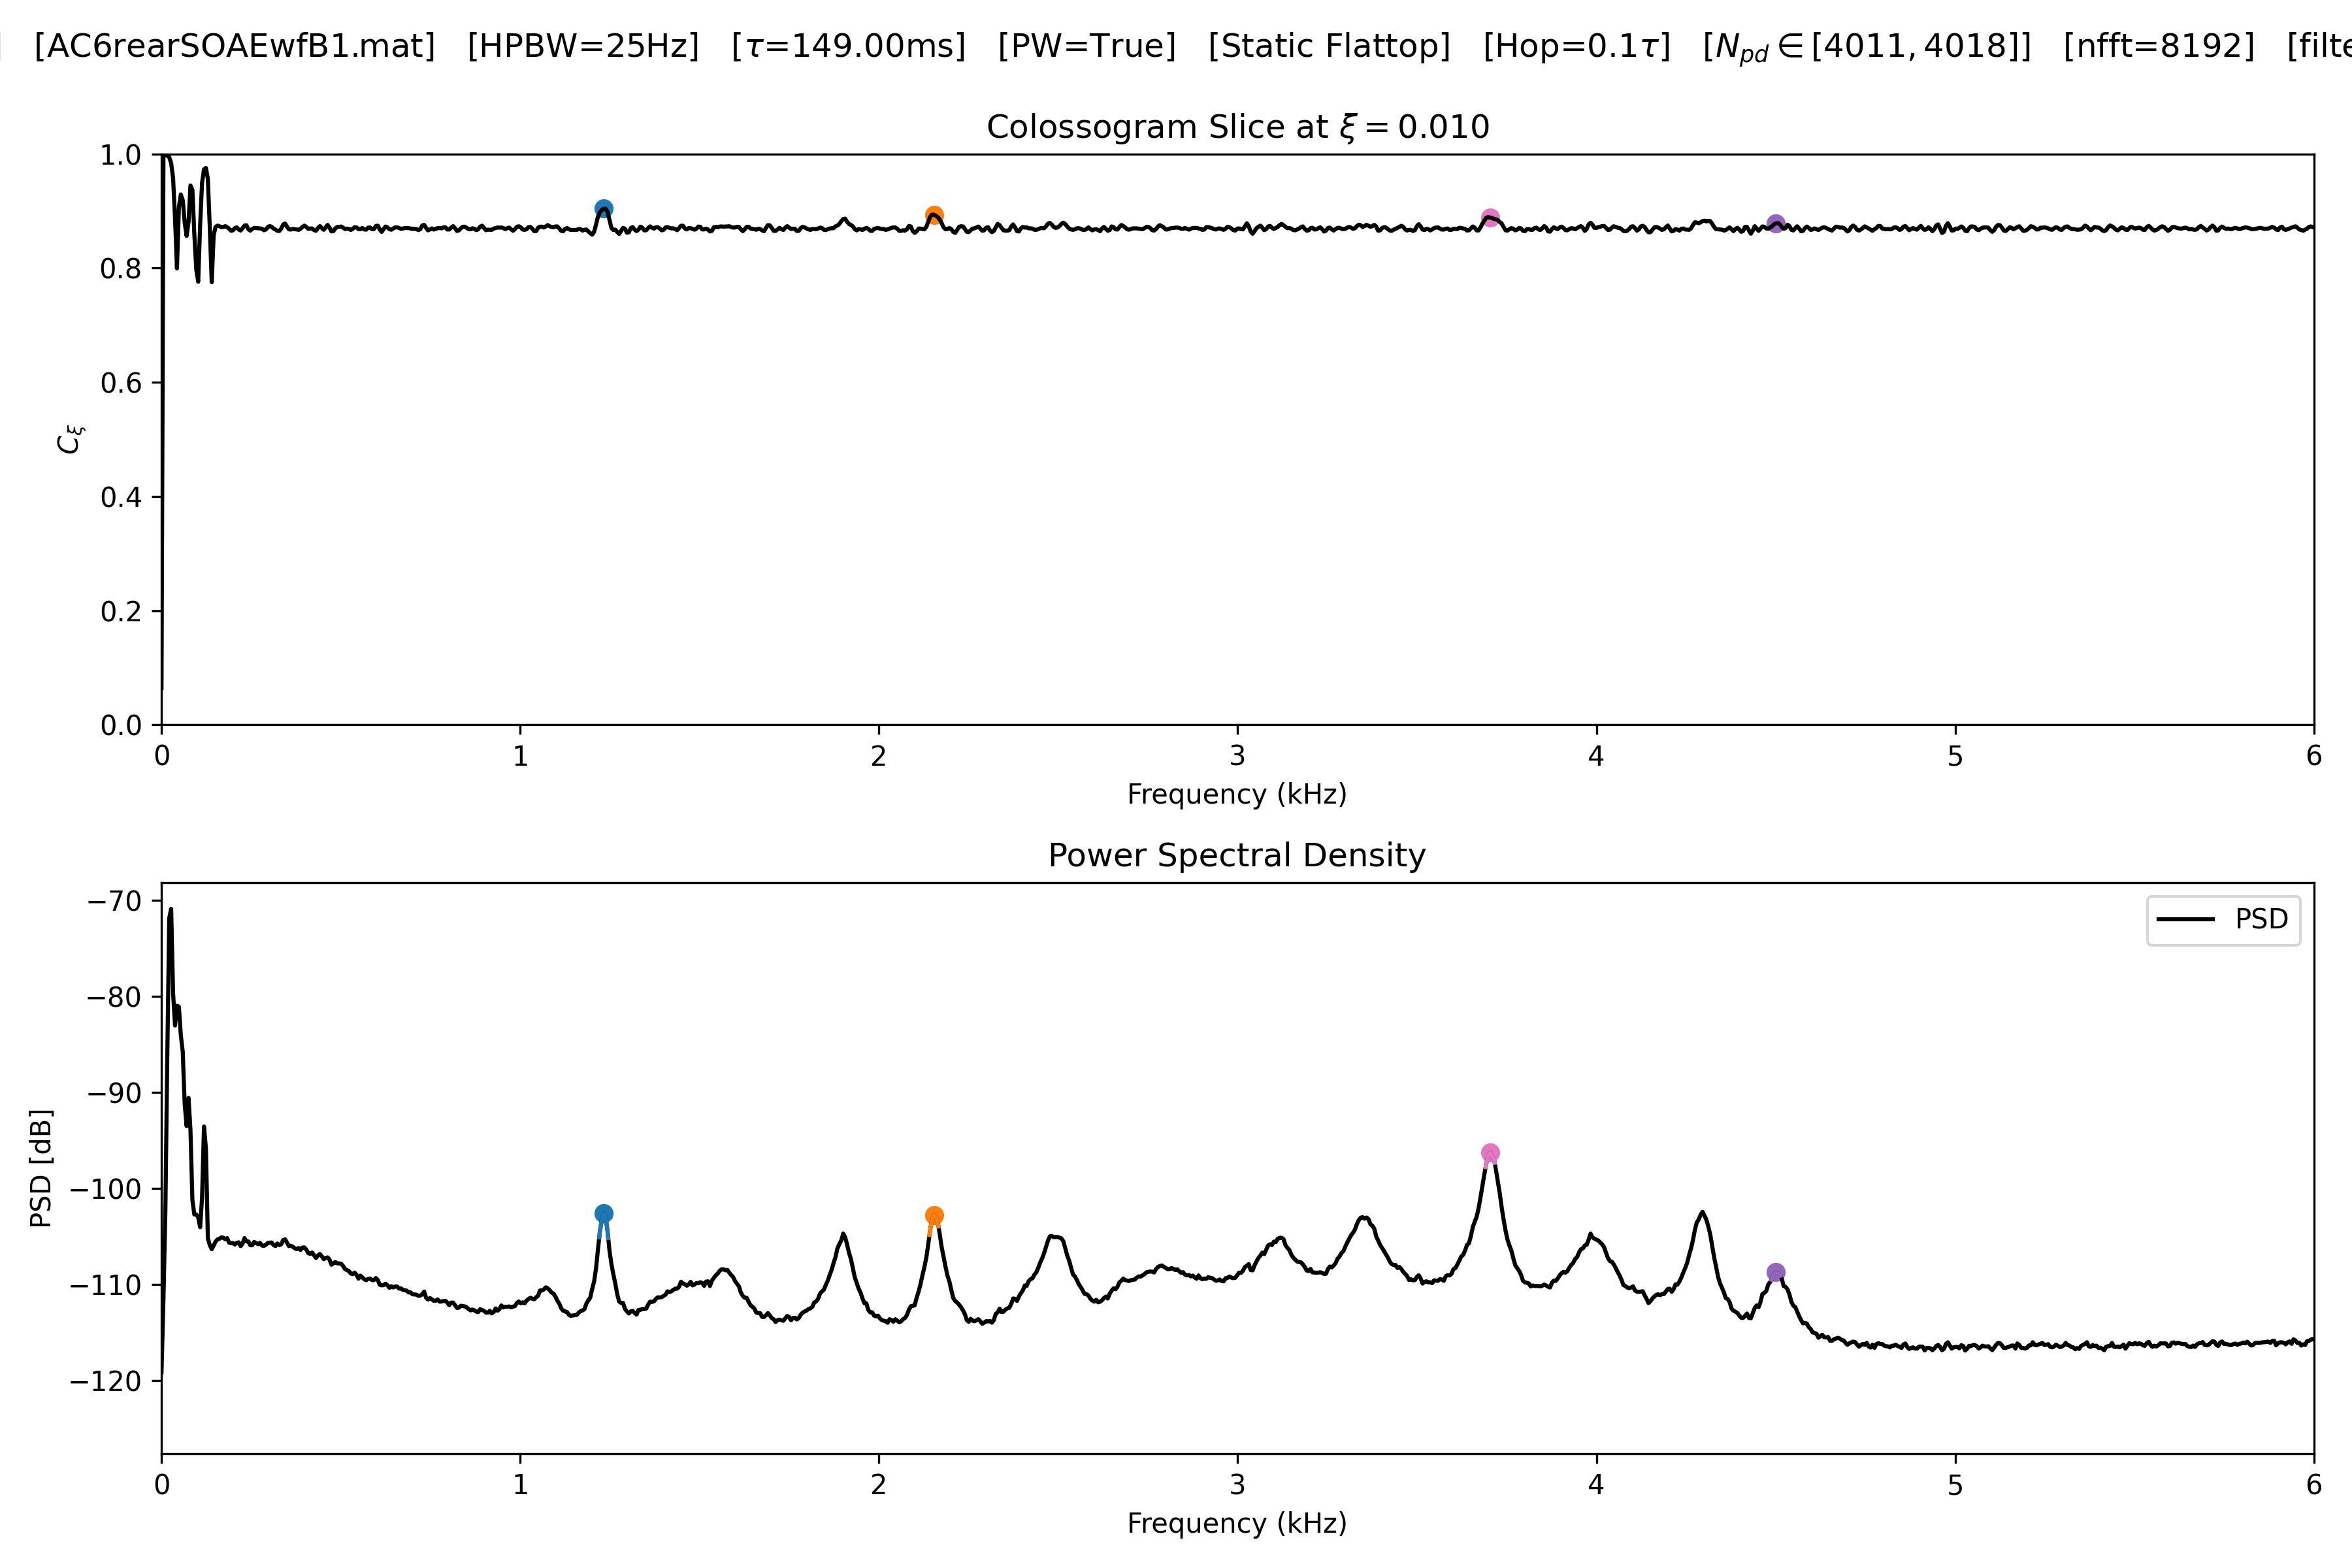 [AC6rearSOAEwfB1.mat] [HPBW=25Hz] [τ=149.00ms] [PW=True] [Static Flattop] [Hop=0.1τ] [N_pd ∈ [4011, 4018]] [nfft=8192]
Colossogram Slice at ξ = 0.010
1.0
0.8
0.6
0.4
0.2
0.0
C_ξ
0 1 2 3 4 5 6
Frequency (kHz)
Power Spectral Density
PSD
−70
−80
−90
−100
−110
−120
PSD [dB]
0 1 2 3 4 5 6
Frequency (kHz)